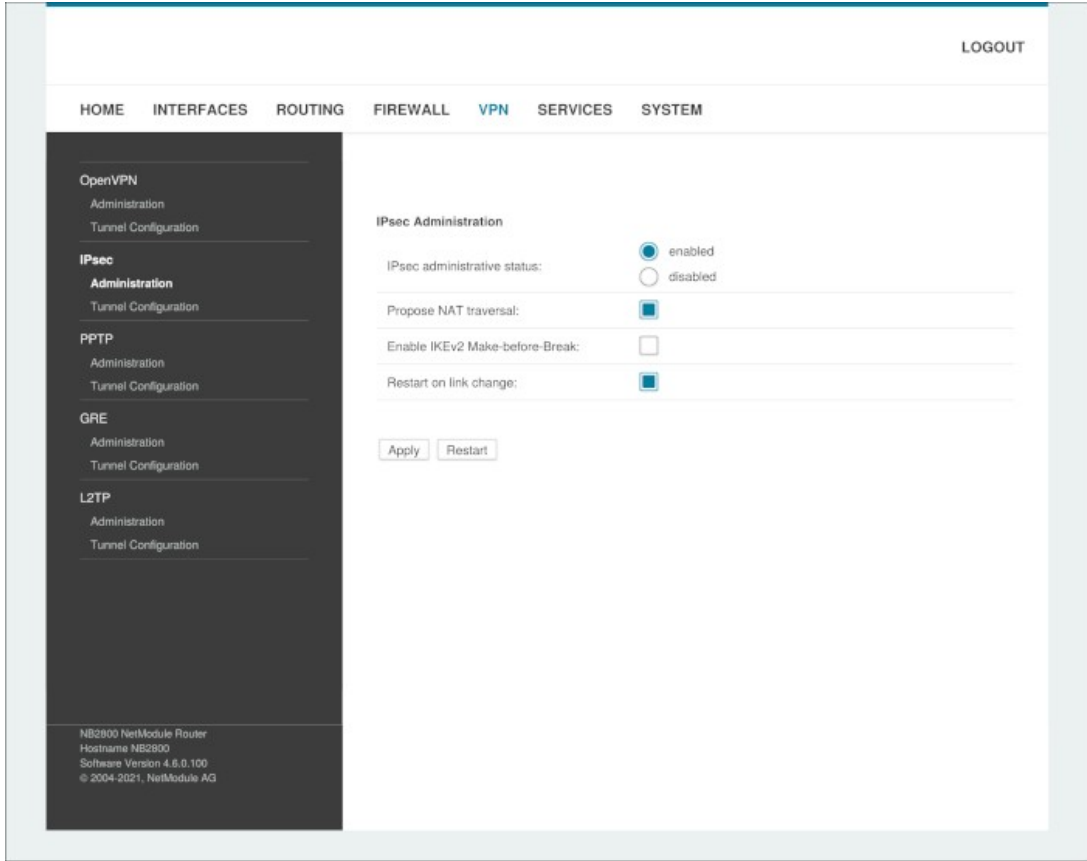 LOGOUT
HOME INTERFACES ROUTING FIREWALL VPN SERVICES SYSTEM
OpenVPN
Administration
Tunnel Configuration
IPsec
Administration
Tunnel Configuration
PPTP
Administration
Tunnel Configuration
GRE
Administration
Tunnel Configuration
L2TP
Administration
Tunnel Configuration
NB2800 NetModule Router
Hostname NB2800
Software Version 4.6.0.100
© 2004-2021, NetModule AG
IPsec Administration
IPsec administrative status:
enabled
disabled
Propose NAT traversal:
Enable IKEv2 Make-before-Break:
Restart on link change:
Apply Restart